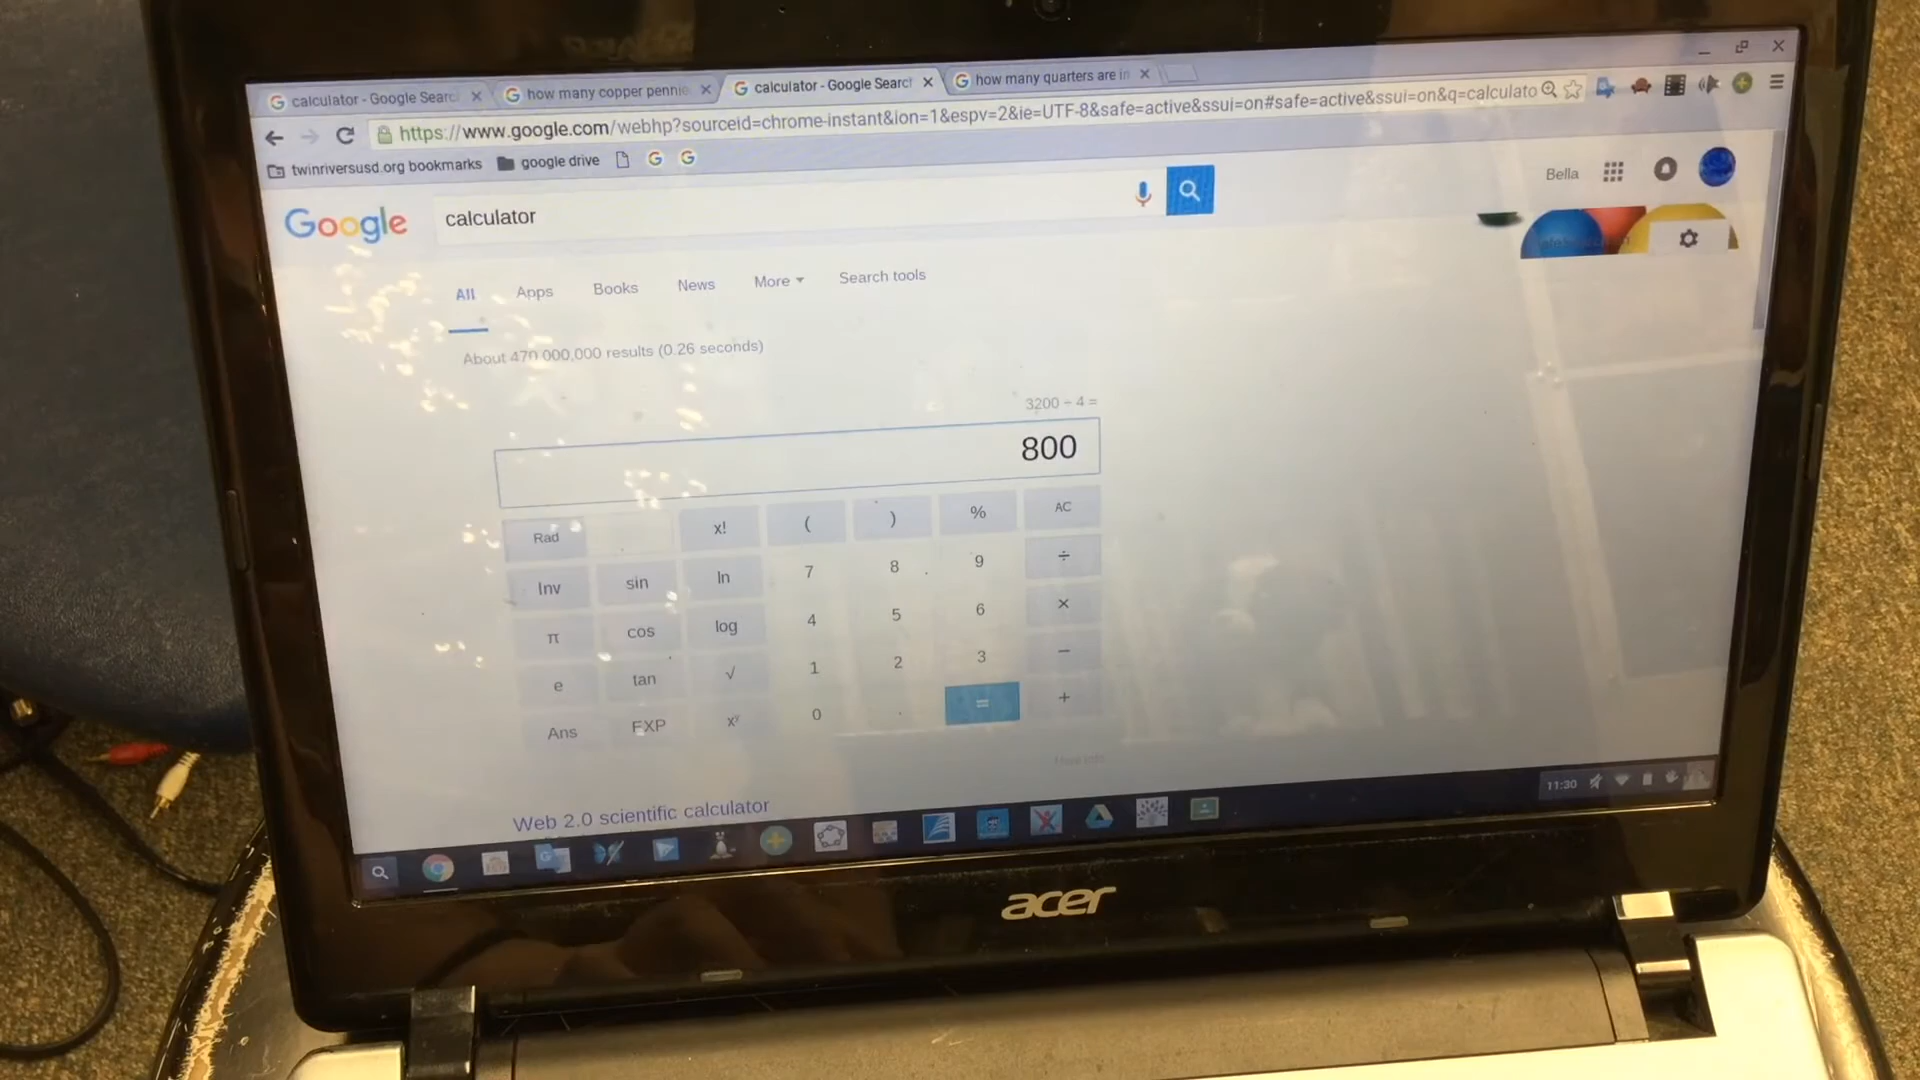 calculator - Google Searc
how many copper pennie
calculator - Google Search
how many quarters are in
https://www.google.com/webhp?sourceid=chrome-instant&ion=1&espv=2&ie=UTF-8&safe=active&ssui=on#safe=active&ssui=on&q=calculato
twinriversusd.org bookmarks
google drive
Google
calculator
Bella
All
Apps
Books
News
More
Search tools
About 470,000,000 results (0.26 seconds)
3200 ÷ 4 =
800
Rad
x!
(
)
%
AC
Inv
sin
ln
7
8
9
÷
π
cos
log
4
5
6
×
e
tan
√
1
2
3
−
Ans
EXP
xʸ
0
.
=
+
More info
Web 2.0 scientific calculator
11:30
acer